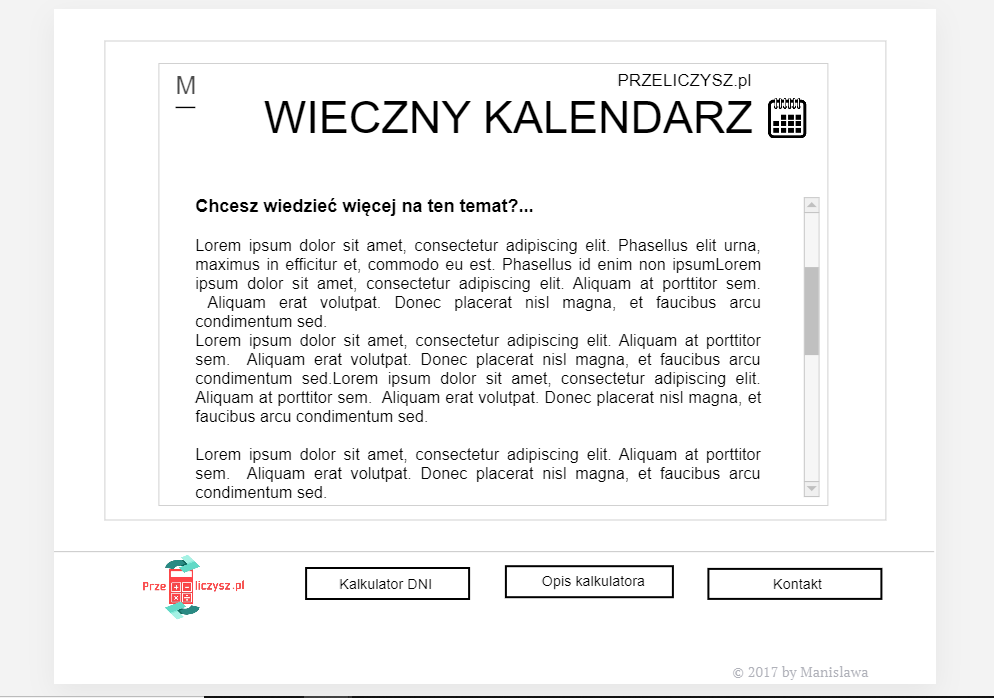 M
PRZELICZYSZ.pl
WIECZNY KALENDARZ
Chcesz wiedzieć więcej na ten temat?...
Lorem ipsum dolor sit amet, consectetur adipiscing elit. Phasellus elit urna,
maximus in efficitur et, commodo eu est. Phasellus id enim non ipsumLorem
ipsum dolor sit amet, consectetur adipiscing elit. Aliquam at porttitor sem.
Aliquam erat volutpat. Donec placerat nisl magna, et faucibus arcu
condimentum sed.
Lorem ipsum dolor sit amet, consectetur adipiscing elit. Aliquam at porttitor
sem. Aliquam erat volutpat. Donec placerat nisl magna, et faucibus arcu
condimentum sed.Lorem ipsum dolor sit amet, consectetur adipiscing elit.
Aliquam at porttitor sem. Aliquam erat volutpat. Donec placerat nisl magna, et
faucibus arcu condimentum sed.
Lorem ipsum dolor sit amet, consectetur adipiscing elit. Aliquam at porttitor
sem. Aliquam erat volutpat. Donec placerat nisl magna, et faucibus arcu
condimentum sed.
Prze liczysz.pl
Kalkulator DNI
Opis kalkulatora
Kontakt
© 2017 by Manislawa